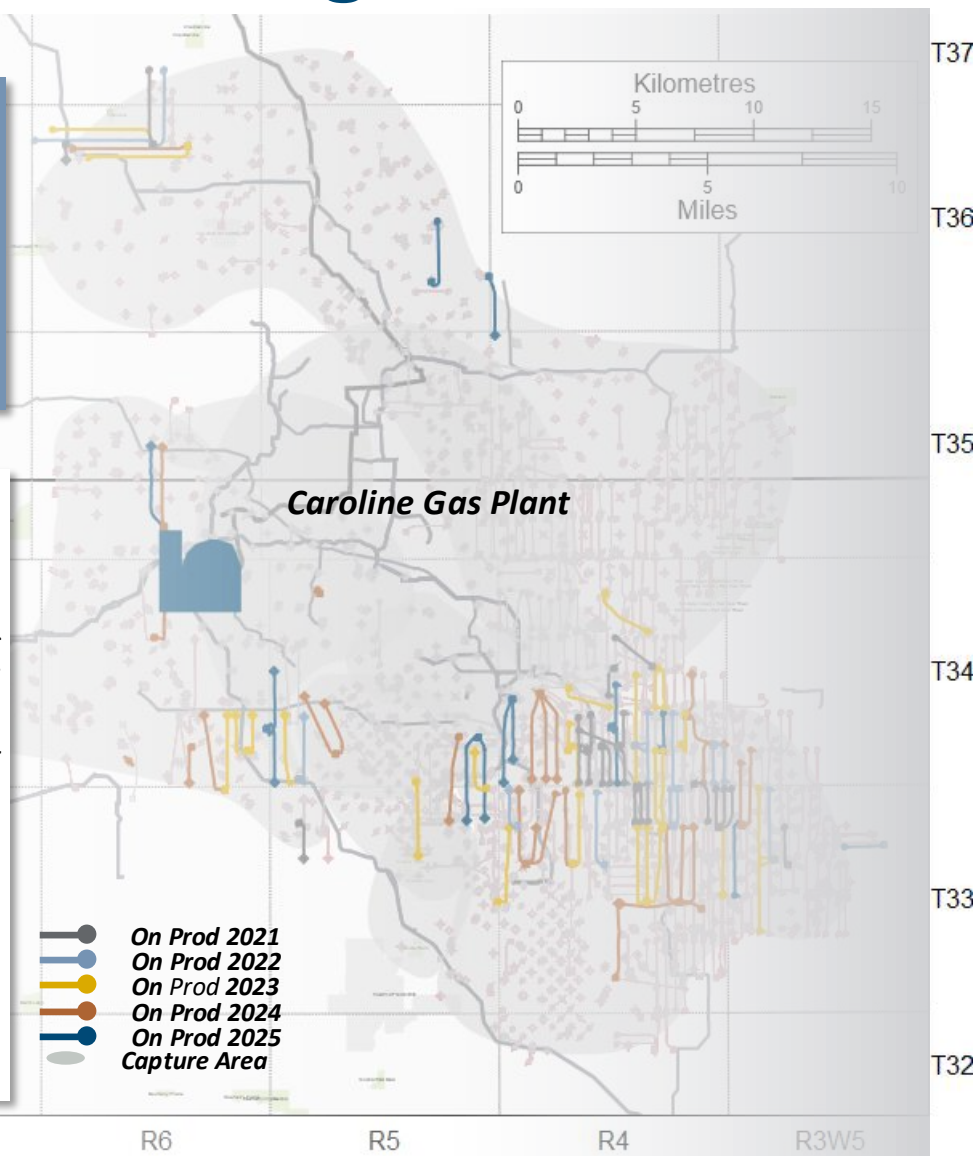 T37
Kilometres
0 5 10 15
0 5 10
Miles
T36
T35
Caroline Gas Plant
T34
T33
On Prod 2021
On Prod 2022
On Prod 2023
On Prod 2024
On Prod 2025
Capture Area
T32
R6 R5 R4 R3W5